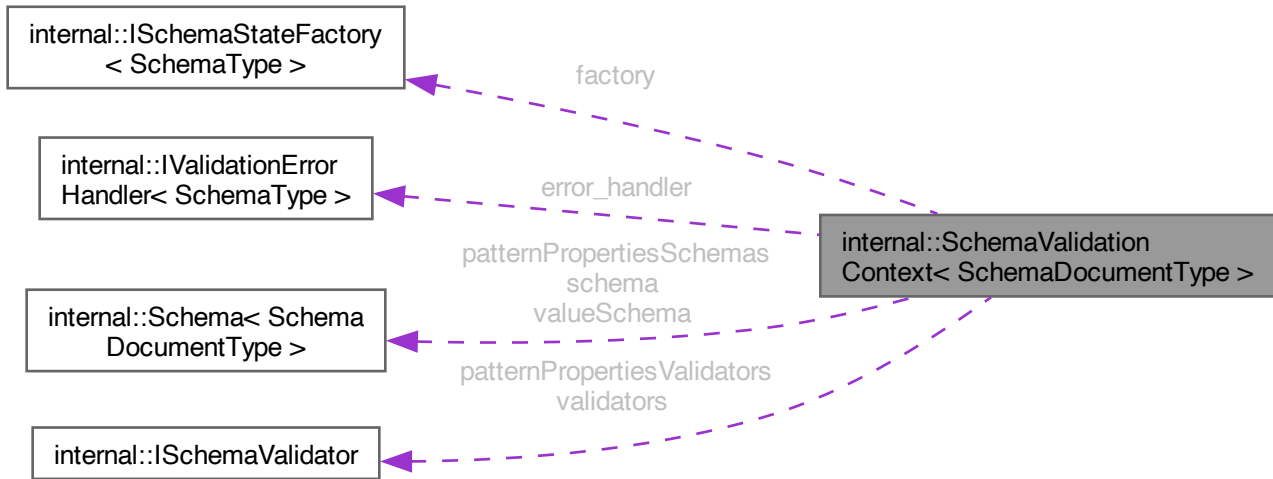 internal::ISchemaStateFactory
< SchemaType >
factory
internal::IValidationError
Handler< SchemaType >
error_handler
internal::SchemaValidation
Context< SchemaDocumentType >
patternPropertiesSchemas
schema
valueSchema
internal::Schema< Schema
DocumentType >
patternPropertiesValidators
validators
internal::ISchemaValidator